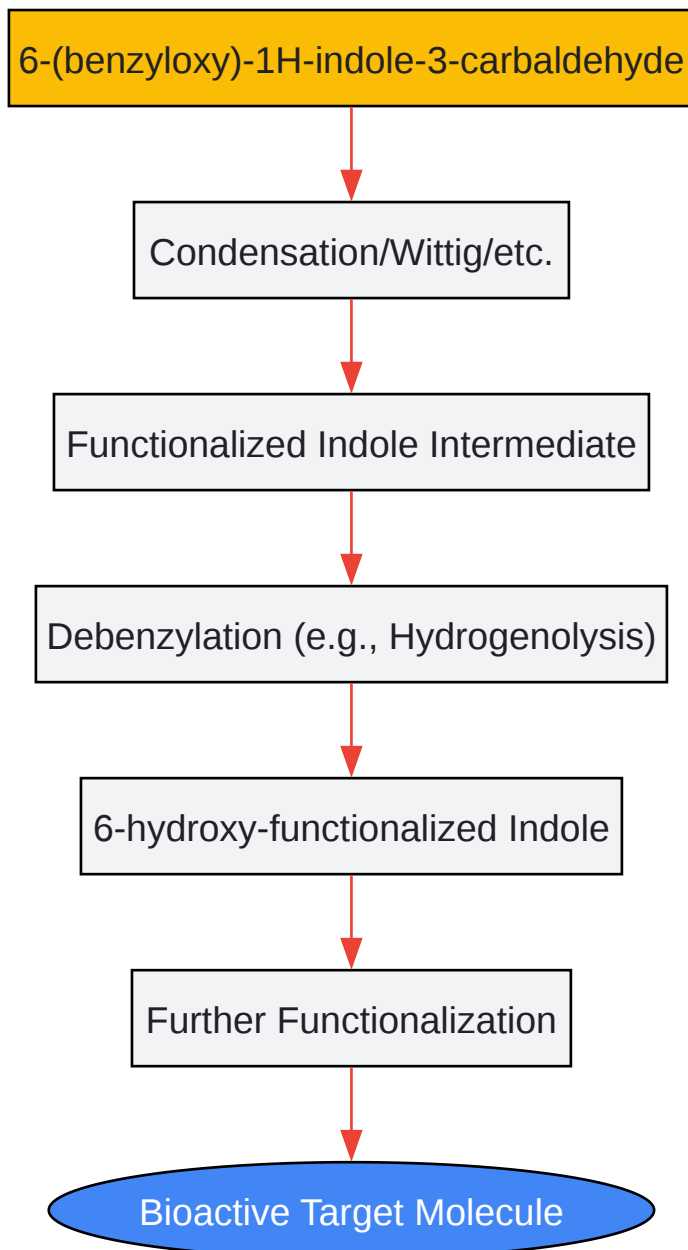 6-(benzyloxy)-1H-indole-3-carbaldehyde
Condensation/Wittig/etc.
Functionalized Indole Intermediate
Debenzylation (e.g., Hydrogenolysis)
6-hydroxy-functionalized Indole
Further Functionalization
Bioactive Target Molecule